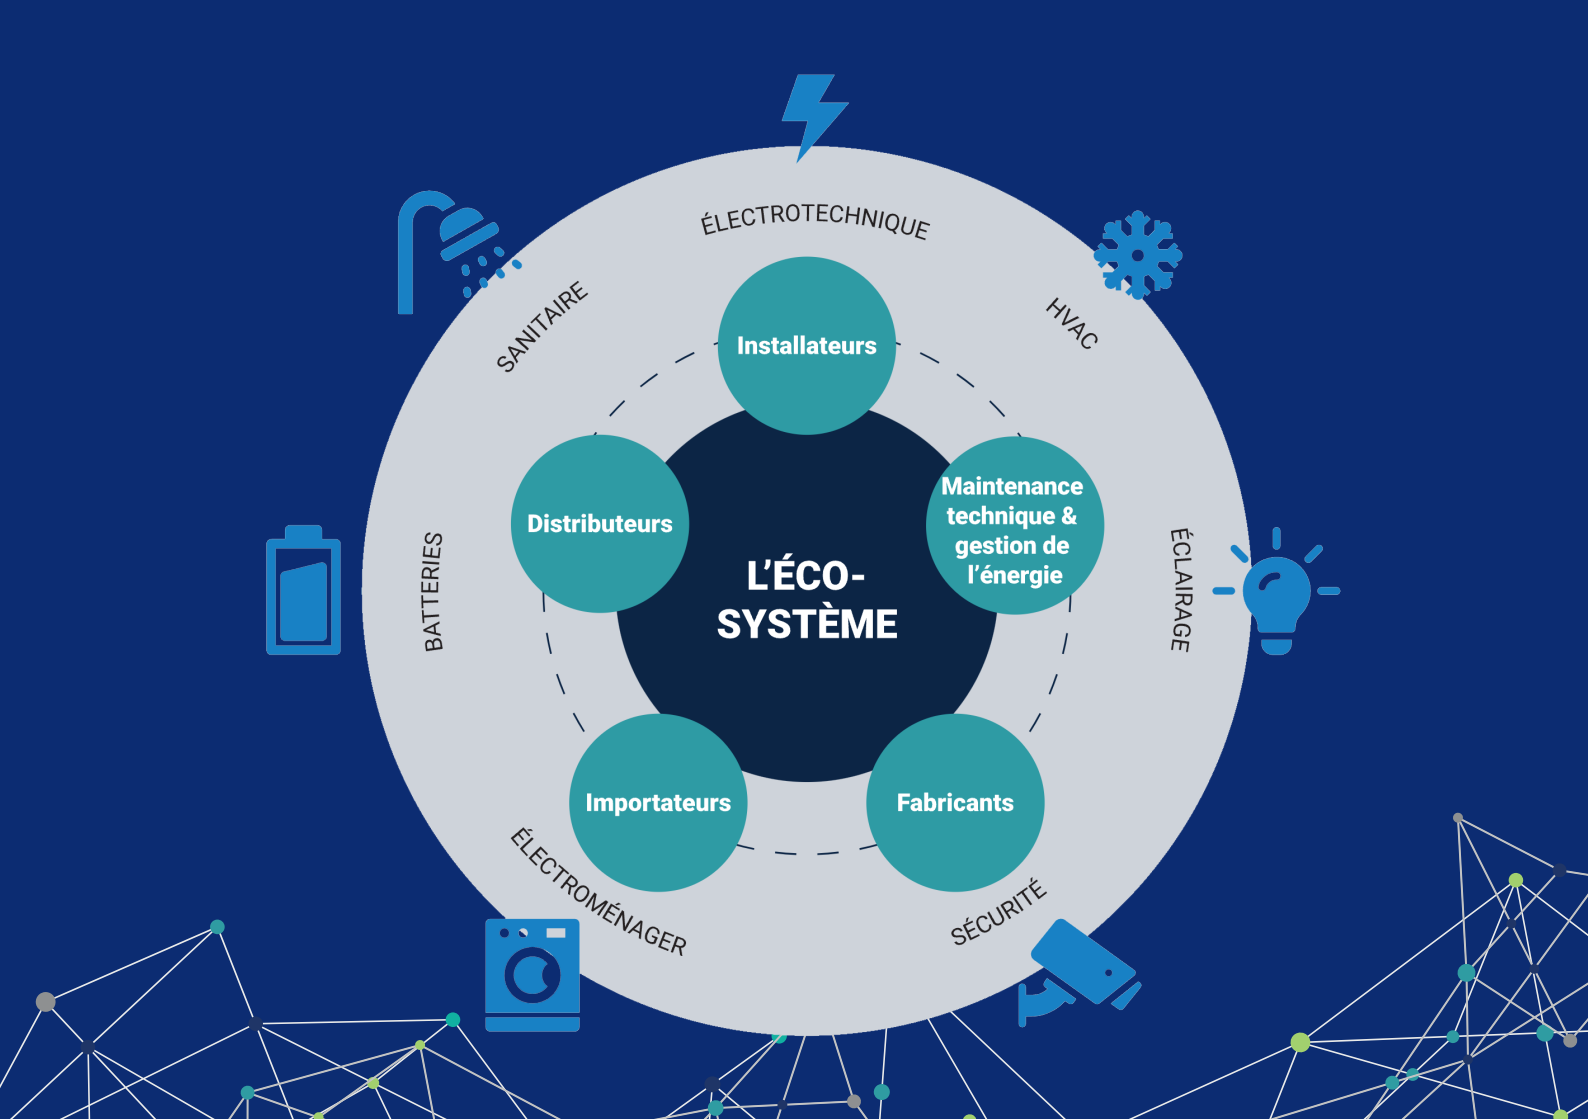 ÉLECTROTECHNIQUE
HVAC
ÉCLAIRAGE
SÉCURITÉ
ÉLECTROMÉNAGER
BATTERIES
SANITAIRE
Installateurs
Maintenance
technique &
gestion de
l’énergie
Fabricants
Importateurs
Distributeurs
L’ÉCO-
SYSTÈME